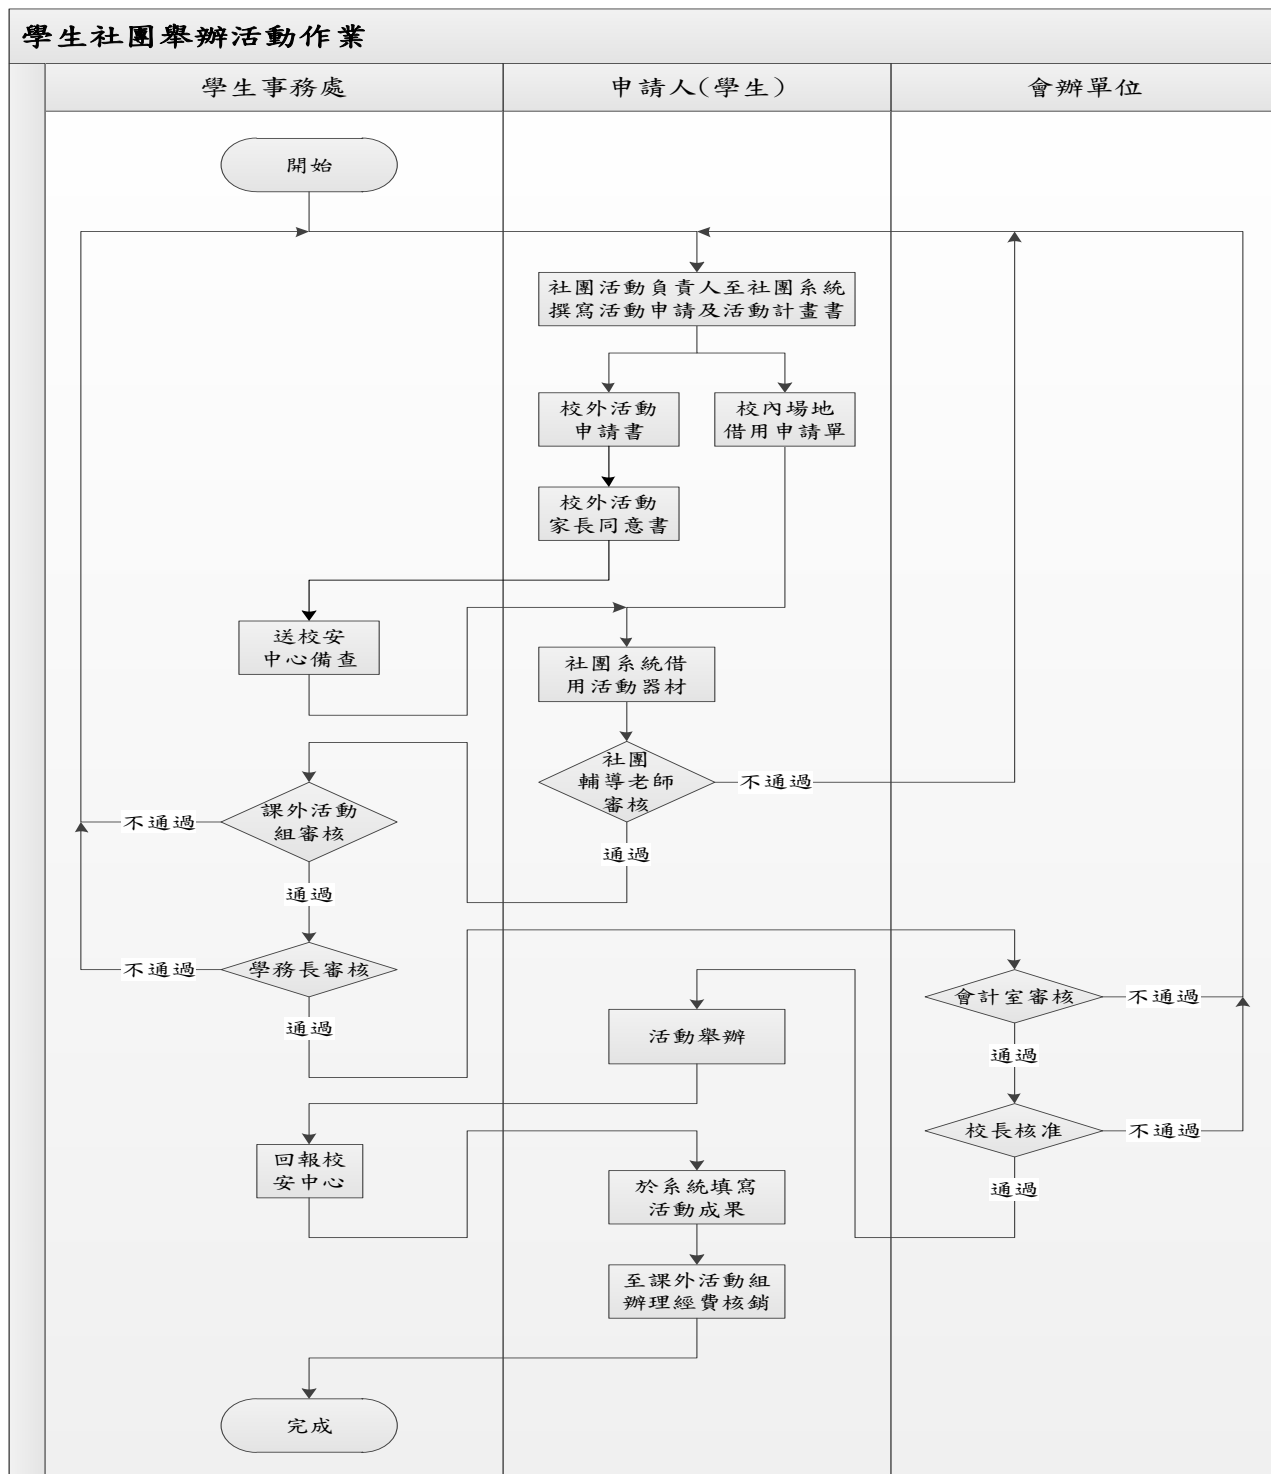 學生社團舉辦活動作業
學生事務處
申請人(學生)
會辦單位
開始
社團活動負責人至社團系統
撰寫活動申請及活動計畫書
校外活動
申請書
校內場地
借用申請單
校外活動
家長同意書
送校安
中心備查
社團系統借
用活動器材
社團
輔導老師
審核
不通過
通過
課外活動
組審核
不通過
通過
學務長審核
不通過
通過
會計室審核
不通過
通過
校長核准
不通過
通過
活動舉辦
回報校
安中心
於系統填寫
活動成果
至課外活動組
辦理經費核銷
完成